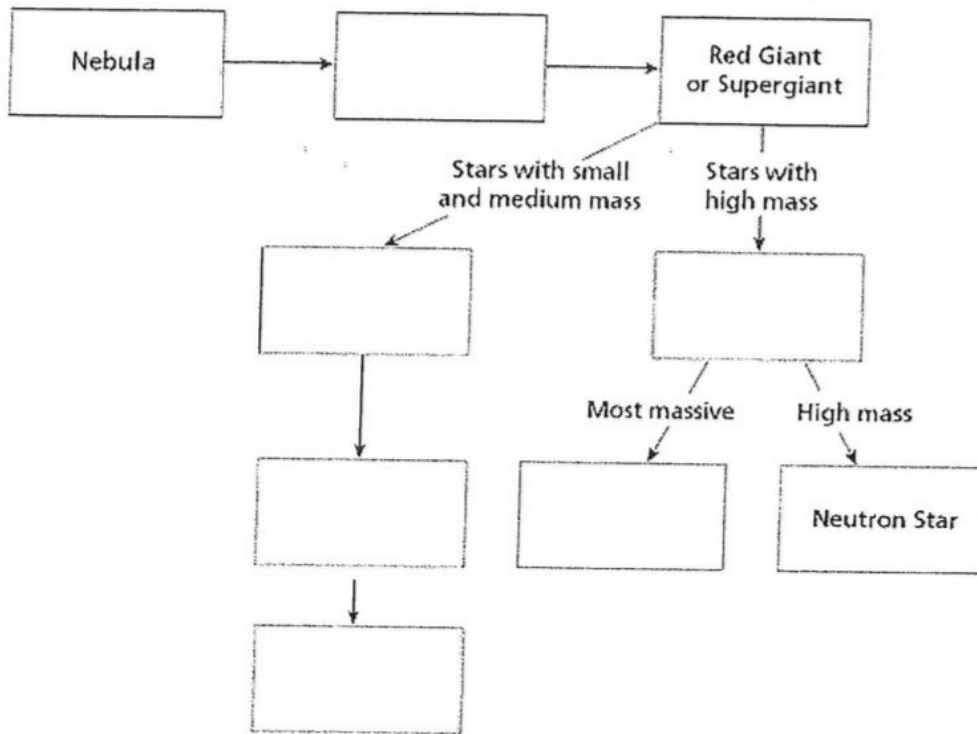 Nebula
Red Giant
or Supergiant
Stars with small
and medium mass
Stars with
high mass
Most massive
High mass
Neutron Star